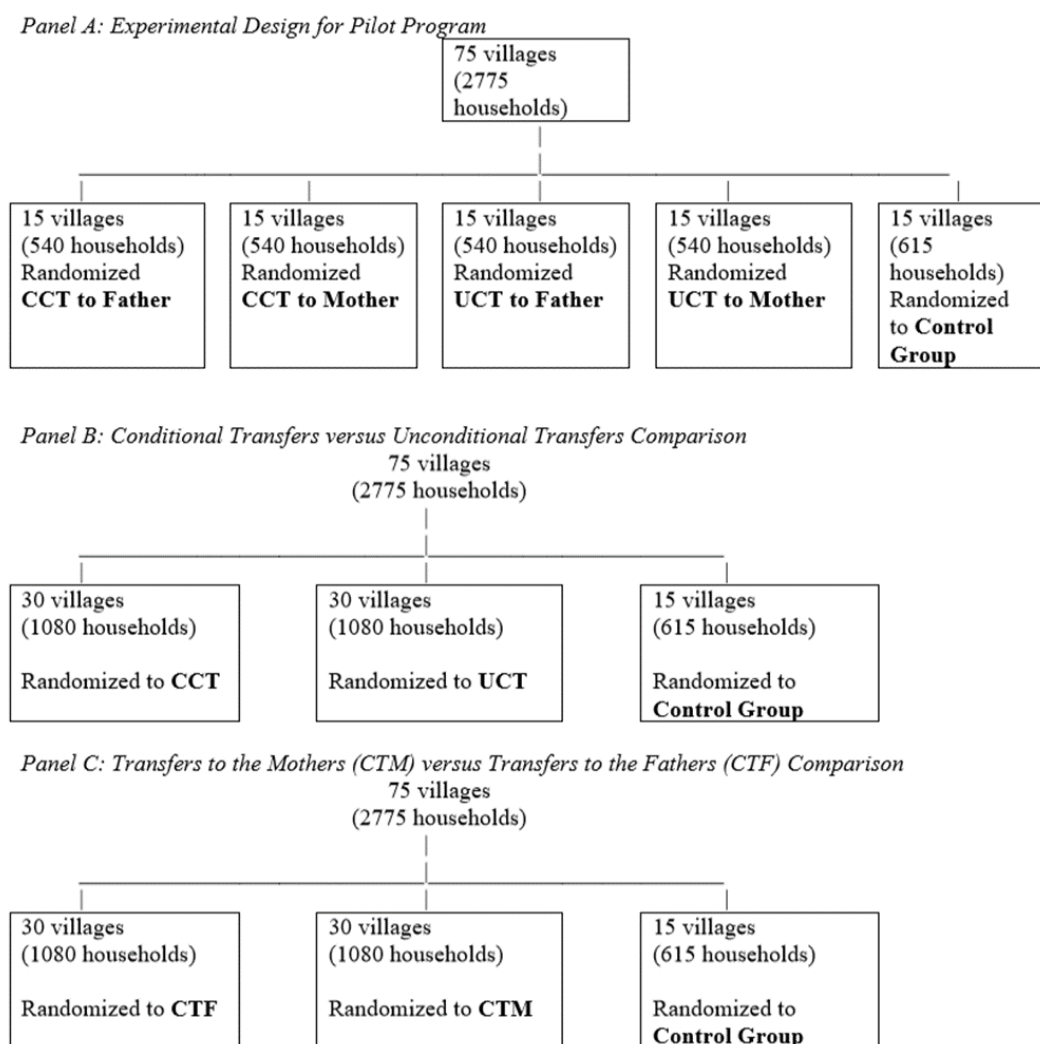 Panel A: Experimental Design for Pilot Program
75 villages
(2775
households)
15 villages
(540 households)
Randomized
CCT to Father
15 villages
(540 households)
Randomized
CCT to Mother
15 villages
(540 households)
Randomized
UCT to Father
15 villages
(540 households)
Randomized
UCT to Mother
15 villages
(615
households)
Randomized
to Control
Group
Panel B: Conditional Transfers versus Unconditional Transfers Comparison
75 villages
(2775 households)
30 villages
(1080 households)
Randomized to CCT
30 villages
(1080 households)
Randomized to UCT
15 villages
(615 households)
Randomized to
Control Group
Panel C: Transfers to the Mothers (CTM) versus Transfers to the Fathers (CTF) Comparison
75 villages
(2775 households)
30 villages
(1080 households)
Randomized to CTF
30 villages
(1080 households)
Randomized to CTM
15 villages
(615 households)
Randomized to
Control Group